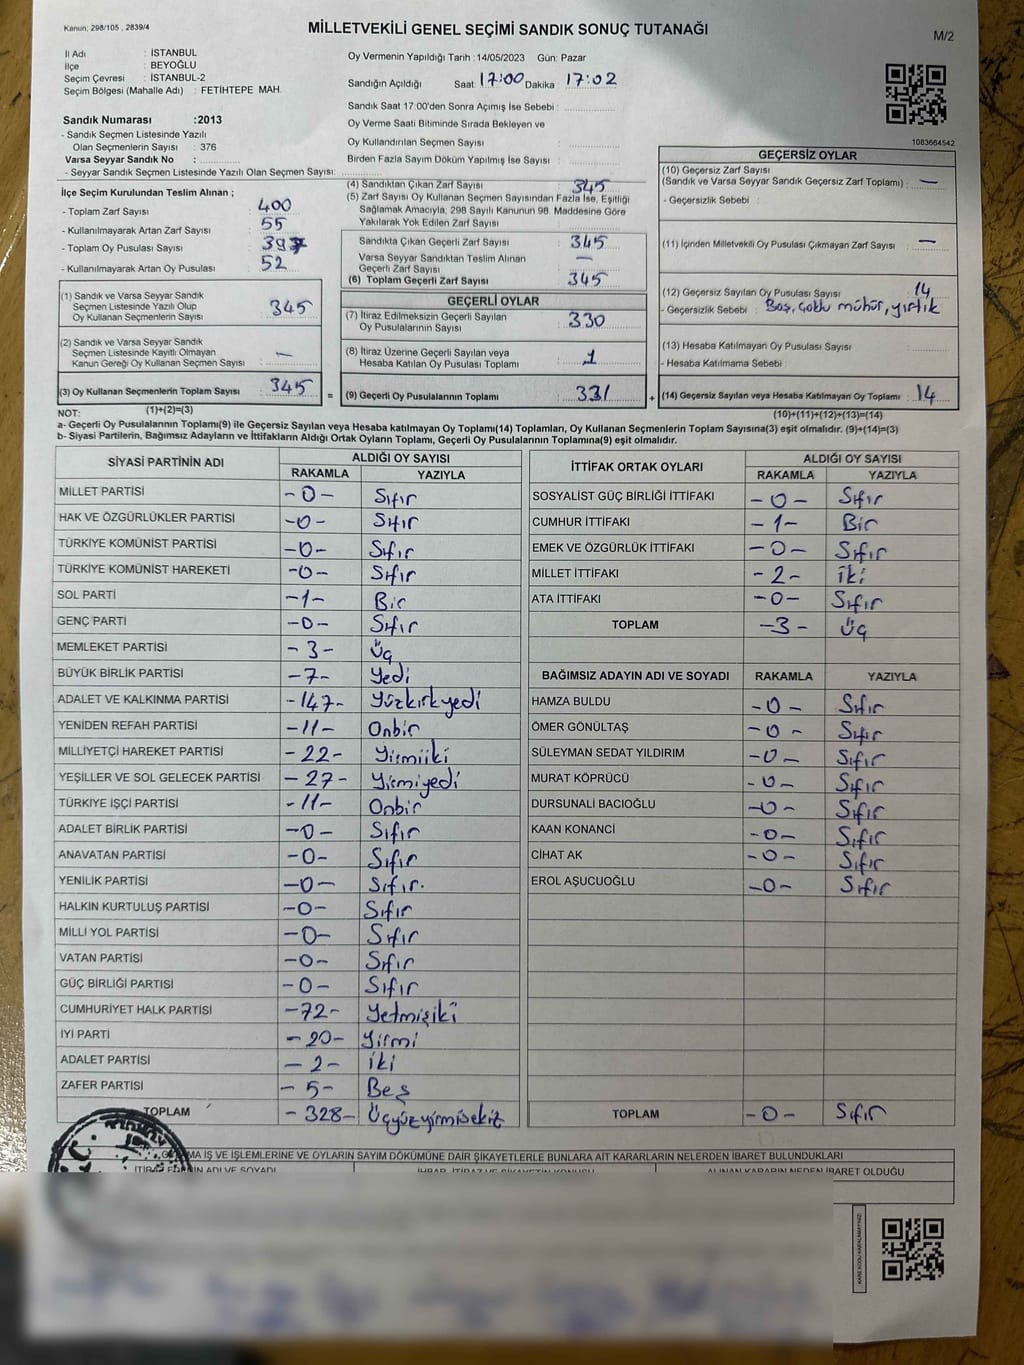 Kanun: 298/105 , 2839/4
MİLLETVEKİLİ GENEL SEÇİMİ SANDIK SONUÇ TUTANAĞI
M/2
İl Adı : İSTANBUL
İlçe : BEYOĞLU
Seçim Çevresi : İSTANBUL-2
Seçim Bölgesi (Mahalle Adı) : FETİHTEPE MAH.
Oy Vermenin Yapıldığı Tarih :14/05/2023 Gün: Pazar
Sandığın Açıldığı Saat 17:00 Dakika 17:02
Sandık Saat 17:00'den Sonra Açımış İse Sebebi :
Oy Verme Saati Bitiminde Sırada Bekleyen ve
Oy Kullandırılan Seçmen Sayısı :
Birden Fazla Sayım Döküm Yapılmış İse Sayısı :
1083664542
Sandık Numarası :2013
- Sandık Seçmen Listesinde Yazılı
Olan Seçmenlerin Sayısı : 376
Varsa Seyyar Sandık No :
- Seyyar Sandık Seçmen Listesinde Yazılı Olan Seçmen Sayısı:
İlçe Seçim Kurulundan Teslim Alınan ;
- Toplam Zarf Sayısı : 400
- Kullanılmayarak Artan Zarf Sayısı : 55
- Toplam Oy Pusulası Sayısı : 397
- Kullanılmayarak Artan Oy Pusulası : 52
(1) Sandık ve Varsa Seyyar Sandık
Seçmen Listesinde Yazılı Olup
Oy Kullanan Seçmenlerin Sayısı : 345
(2) Sandık ve Varsa Seyyar Sandık
Seçmen Listesinde Kayıtlı Olmayan
Kanun Gereği Oy Kullanan Seçmen Sayısı : —
(3) Oy Kullanan Seçmenlerin Toplam Sayısı : 345
(4) Sandıktan Çıkan Zarf Sayısı : 345
(5) Zarf Sayısı Oy Kullanan Seçmen Sayısından Fazla İse, Eşitliği
Sağlamak Amacıyla, 298 Sayılı Kanunun 98. Maddesine Göre
Yakılarak Yok Edilen Zarf Sayısı :
Sandıkta Çıkan Geçerli Zarf Sayısı : 345
Varsa Seyyar Sandıktan Teslim Alınan
Geçerli Zarf Sayısı : —
(6) Toplam Geçerli Zarf Sayısı : 345
GEÇERLİ OYLAR
(7) İtiraz Edilmeksizin Geçerli Sayılan
Oy Pusulalarının Sayısı : 330
(8) İtiraz Üzerine Geçerli Sayılan veya
Hesaba Katılan Oy Pusulası Toplamı : 1
= (9) Geçerli Oy Pusulalarının Toplamı : 331
GEÇERSİZ OYLAR
(10) Geçersiz Zarf Sayısı
(Sandık ve Varsa Seyyar Sandık Geçersiz Zarf Toplamı) : —
- Geçersizlik Sebebi :
(11) İçinden Milletvekili Oy Pusulası Çıkmayan Zarf Sayısı : —
(12) Geçersiz Sayılan Oy Pusulası Sayısı : 14
- Geçersizlik Sebebi : Boş, çoklu mühür, yırtık
(13) Hesaba Katılmayan Oy Pusulası Sayısı :
- Hesaba Katılmama Sebebi :
+ (14) Geçersiz Sayılan veya Hesaba Katılmayan Oy Toplamı : 14
NOT: (1)+(2)=(3)
(10)+(11)+(12)+(13)=(14)
a- Geçerli Oy Pusulalarının Toplamı(9) ile Geçersiz Sayılan veya Hesaba katılmayan Oy Toplamı(14) Toplamları, Oy Kullanan Seçmenlerin Toplam Sayısına(3) eşit olmalıdır. (9)+(14)=(3)
b- Siyasi Partilerin, Bağımsız Adayların ve İttifakların Aldığı Ortak Oyların Toplamı, Geçerli Oy Pusulalarının Toplamına(9) eşit olmalıdır.
SİYASİ PARTİNİN ADI ALDIĞI OY SAYISI
RAKAMLA YAZIYLA
MİLLET PARTİSİ -0- Sıfır
HAK VE ÖZGÜRLÜKLER PARTİSİ -0- Sıfır
TÜRKİYE KOMÜNİST PARTİSİ -0- Sıfır
TÜRKİYE KOMÜNİST HAREKETİ -0- Sıfır
SOL PARTİ -1- Bir
GENÇ PARTİ -0- Sıfır
MEMLEKET PARTİSİ -3- Üç
BÜYÜK BİRLİK PARTİSİ -7- Yedi
ADALET VE KALKINMA PARTİSİ -147- Yüzkırkyedi
YENİDEN REFAH PARTİSİ -11- Onbir
MİLLİYETÇİ HAREKET PARTİSİ -22- Yirmiiki
YEŞİLLER VE SOL GELECEK PARTİSİ -27- Yirmiyedi
TÜRKİYE İŞÇİ PARTİSİ -11- Onbir
ADALET BİRLİK PARTİSİ -0- Sıfır
ANAVATAN PARTİSİ -0- Sıfır
YENİLİK PARTİSİ -0- Sıfır.
HALKIN KURTULUŞ PARTİSİ -0- Sıfır
MİLLİ YOL PARTİSİ -0- Sıfır
VATAN PARTİSİ -0- Sıfır
GÜÇ BİRLİĞİ PARTİSİ -0- Sıfır
CUMHURİYET HALK PARTİSİ -72- Yetmişiki
İYİ PARTİ -20- Yirmi
ADALET PARTİSİ -2- iki
ZAFER PARTİSİ -5- Beş
TOPLAM -328- Üçyüzyirmisekiz
İTTİFAK ORTAK OYLARI ALDIĞI OY SAYISI
RAKAMLA YAZIYLA
SOSYALİST GÜÇ BİRLİĞİ İTTİFAKI -0- Sıfır
CUMHUR İTTİFAKI -1- Bir
EMEK VE ÖZGÜRLÜK İTTİFAKI -0- Sıfır
MİLLET İTTİFAKI -2- İki
ATA İTTİFAKI -0- Sıfır
TOPLAM -3- Üç
BAĞIMSIZ ADAYIN ADI VE SOYADI RAKAMLA YAZIYLA
HAMZA BULDU -0- Sıfır
ÖMER GÖNÜLTAŞ -0- Sıfır
SÜLEYMAN SEDAT YILDIRIM -0- Sıfır
MURAT KÖPRÜCÜ -0- Sıfır
DURSUNALİ BACIOĞLU -0- Sıfır
KAAN KONANCİ -0- Sıfır
CİHAT AK -0- Sıfır
EROL AŞUCUOĞLU -0- Sıfır
TOPLAM -0- Sıfır
İŞ VE İŞLEMLERİNE VE OYLARIN SAYIM DÖKÜMÜNE DAİR ŞİKAYETLERLE BUNLARA AİT KARARLARIN NELERDEN İBARET BULUNDUKLARI
ADI VE SOYADI
ALINAN KARARIN NEDEN İBARET OLDUĞU